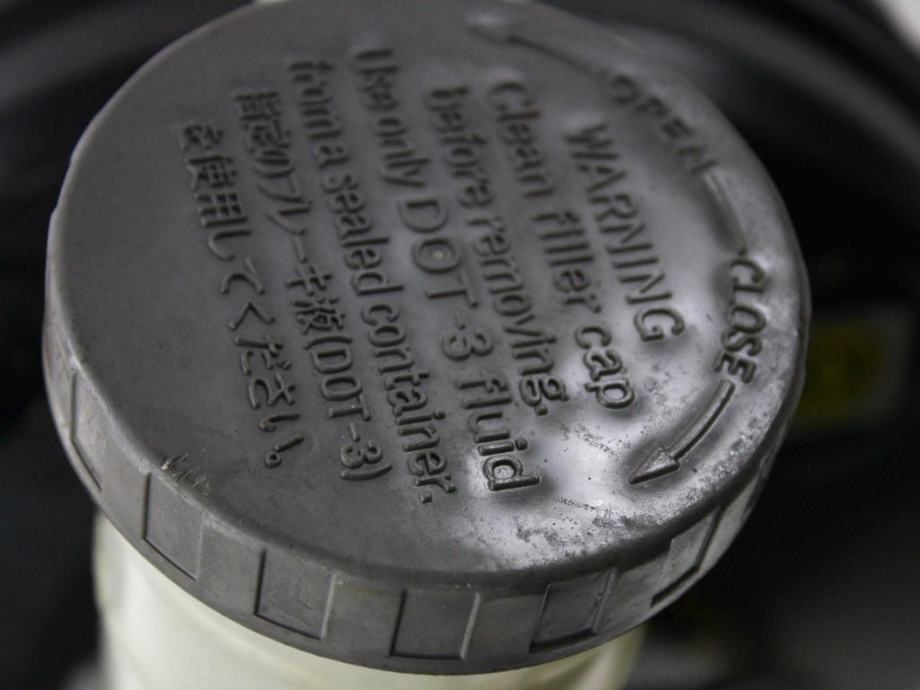 OPEN
CLOSE
WARNING
Clean filler cap
before removing.
Use only DOT-3 fluid
from a sealed container.
指定のブレーキ液(DOT-3)
を使用してください。